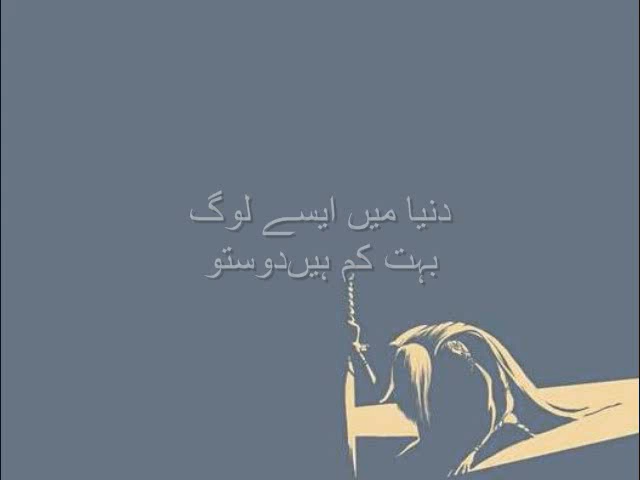 دنیا میں ایسے لوگ
بہت کم ہیں‌دوستو